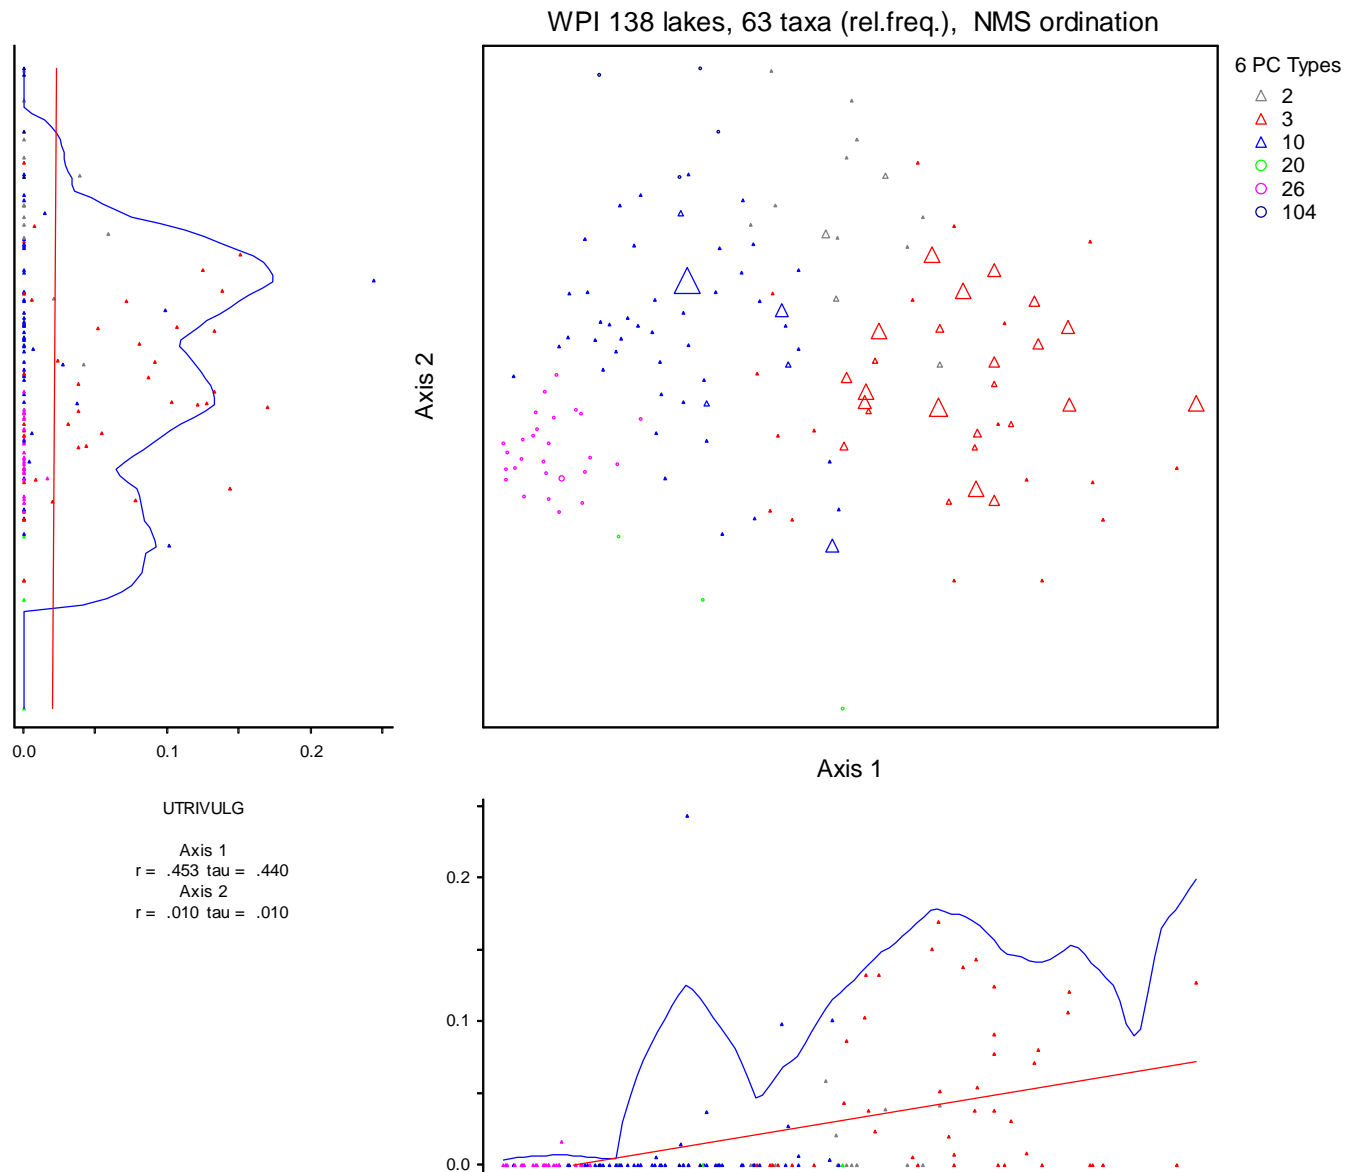 WPI 138 lakes, 63 taxa (rel.freq.), NMS ordination
6 PC Types
2
3
10
20
26
104
Axis 2
0.0
0.1
0.2
Axis 1
UTRIVULG
Axis 1
r = .453 tau = .440
Axis 2
r = .010 tau = .010
0.2
0.1
0.0